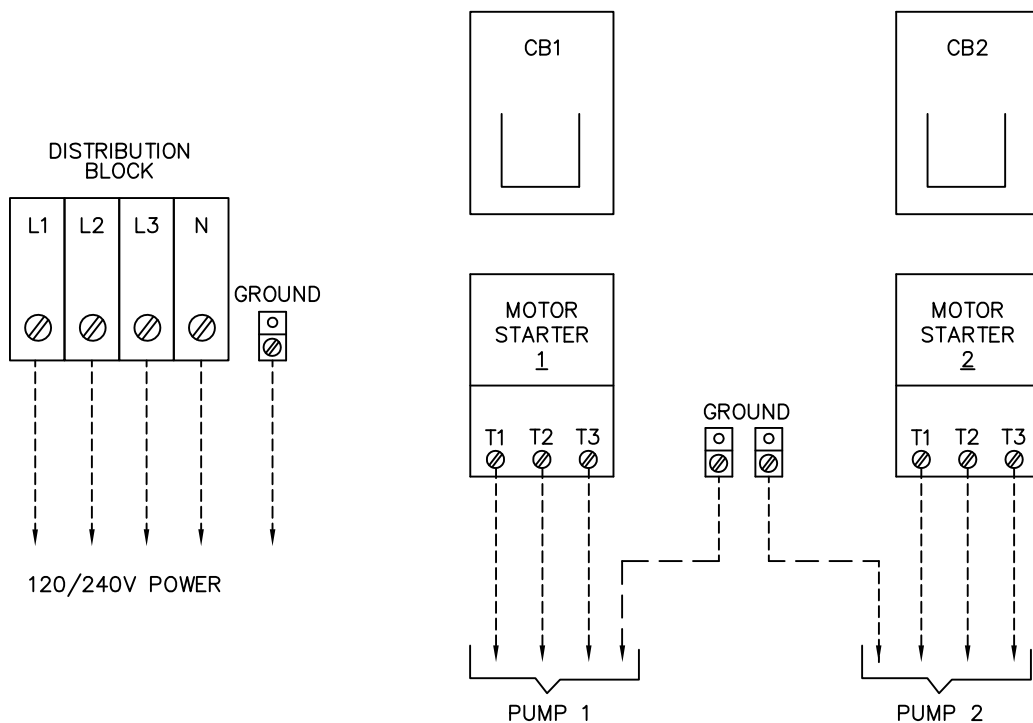 CB1
CB2
DISTRIBUTION
BLOCK
L1 L2 L3 N
GROUND
MOTOR
STARTER
1
MOTOR
STARTER
2
GROUND
T1 T2 T3
T1 T2 T3
120/240V POWER
PUMP 1
PUMP 2